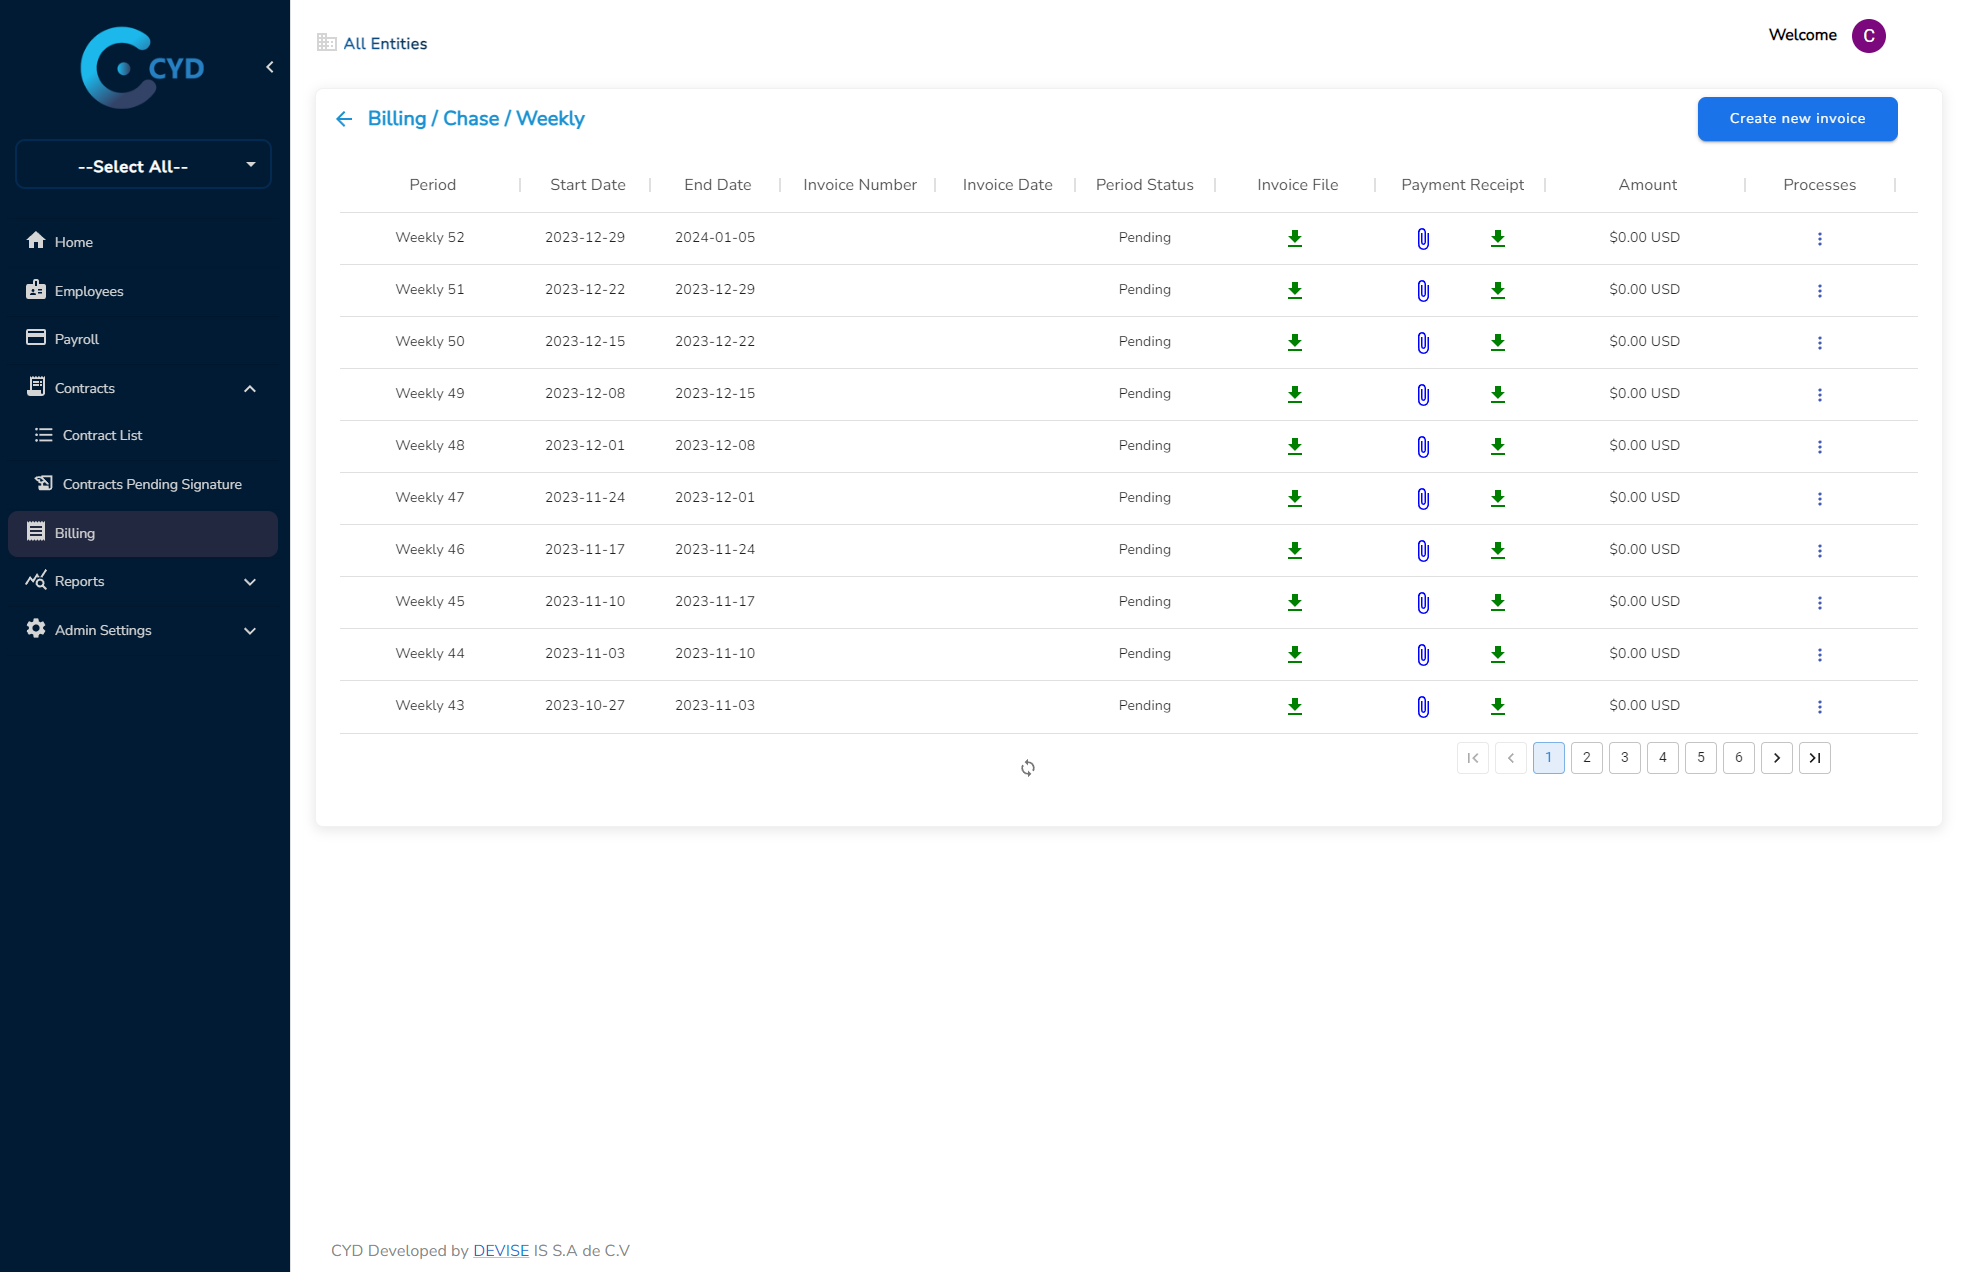 CYD
--Select All--
Home
Employees
Payroll
Contracts
Contract List
Contracts Pending Signature
Billing
Reports
Admin Settings
All Entities
Welcome C
Billing / Chase / Weekly
Create new invoice
Period Start Date End Date Invoice Number Invoice Date Period Status Invoice File Payment Receipt Amount Processes
Weekly 52 2023-12-29 2024-01-05 Pending $0.00 USD
Weekly 51 2023-12-22 2023-12-29 Pending $0.00 USD
Weekly 50 2023-12-15 2023-12-22 Pending $0.00 USD
Weekly 49 2023-12-08 2023-12-15 Pending $0.00 USD
Weekly 48 2023-12-01 2023-12-08 Pending $0.00 USD
Weekly 47 2023-11-24 2023-12-01 Pending $0.00 USD
Weekly 46 2023-11-17 2023-11-24 Pending $0.00 USD
Weekly 45 2023-11-10 2023-11-17 Pending $0.00 USD
Weekly 44 2023-11-03 2023-11-10 Pending $0.00 USD
Weekly 43 2023-10-27 2023-11-03 Pending $0.00 USD
1 2 3 4 5 6
CYD Developed by DEVISE IS S.A de C.V